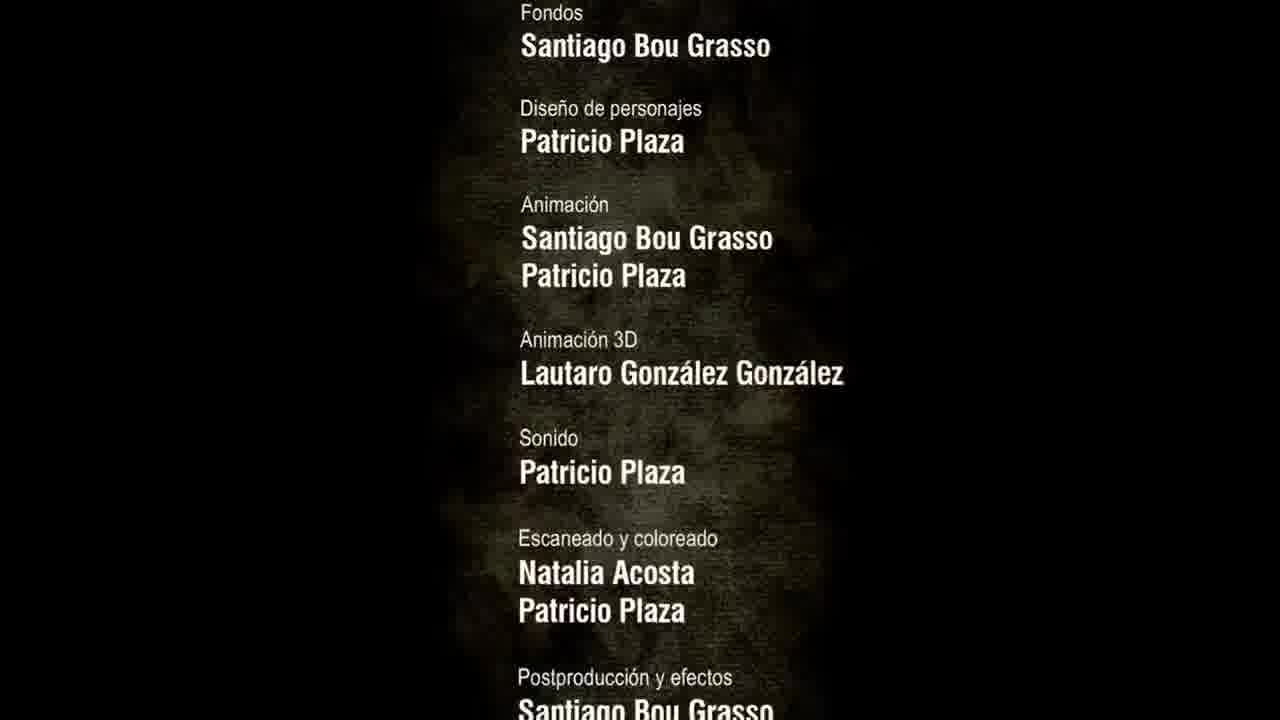 Fondos
Santiago Bou Grasso
Diseño de personajes
Patricio Plaza
Animación
Santiago Bou Grasso
Patricio Plaza
Animación 3D
Lautaro González González
Sonido
Patricio Plaza
Escaneado y coloreado
Natalia Acosta
Patricio Plaza
Postproducción y efectos
Santiago Bou Grasso